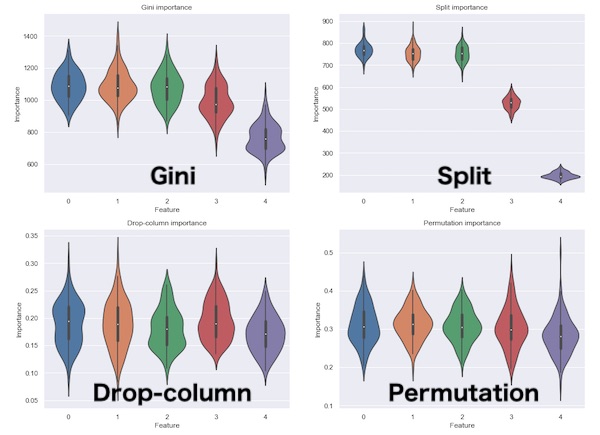 Gini importance
Importance
1400
1200
1000
800
600
Gini
0 1 2 3 4
Feature
Split importance
Importance
900
800
700
600
500
400
300
200
Split
0 1 2 3 4
Feature
Drop-column importance
Importance
0.35
0.30
0.25
0.20
0.15
0.10
0.05
Drop-column
0 1 2 3 4
Feature
Permutation importance
Importance
0.5
0.4
0.3
0.2
0.1
Permutation
0 1 2 3 4
Feature